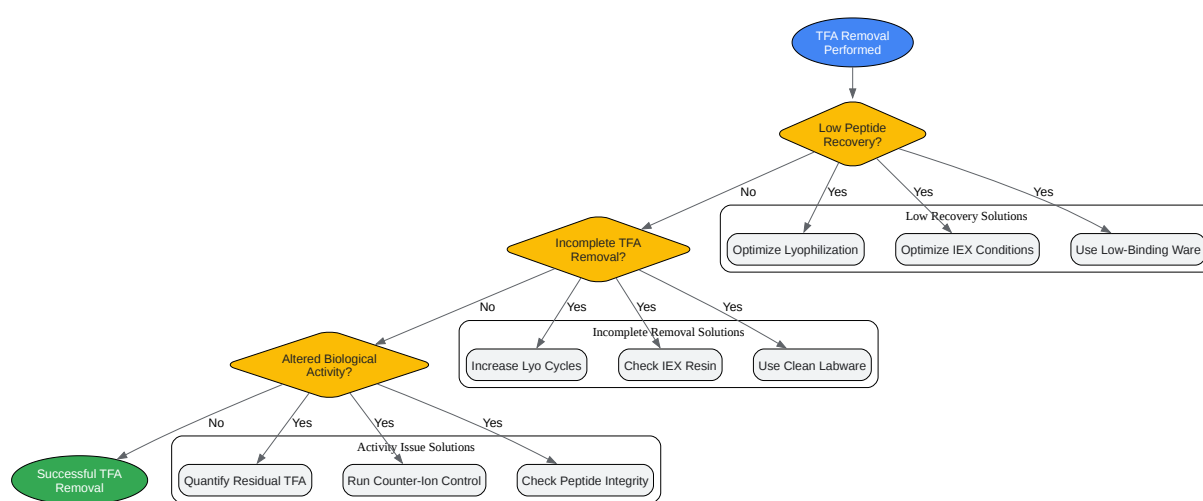 TFA Removal
Performed
Low Peptide
Recovery?
No
Yes
Yes
Yes
Low Recovery Solutions
Optimize Lyophilization
Optimize IEX Conditions
Use Low-Binding Ware
Incomplete TFA
Removal?
No
Yes
Yes
Yes
Incomplete Removal Solutions
Increase Lyo Cycles
Check IEX Resin
Use Clean Labware
Altered Biological
Activity?
No
Yes
Yes
Yes
Activity Issue Solutions
Quantify Residual TFA
Run Counter-Ion Control
Check Peptide Integrity
Successful TFA
Removal